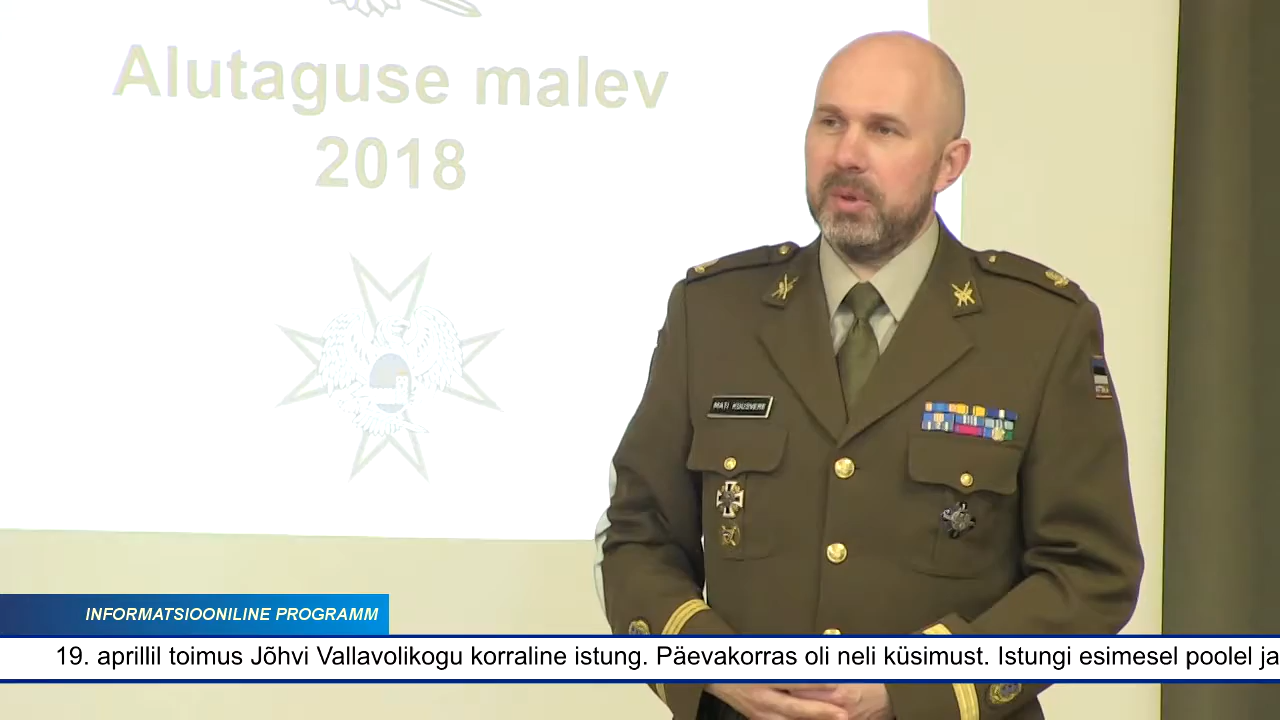 Alutaguse malev
2018
MATI KUUSVERE
INFORMATSIOONILINE PROGRAMM
19. aprillil toimus Jõhvi Vallavolikogu korraline istung. Päevakorras oli neli küsimust. Istungi esimesel poolel ja